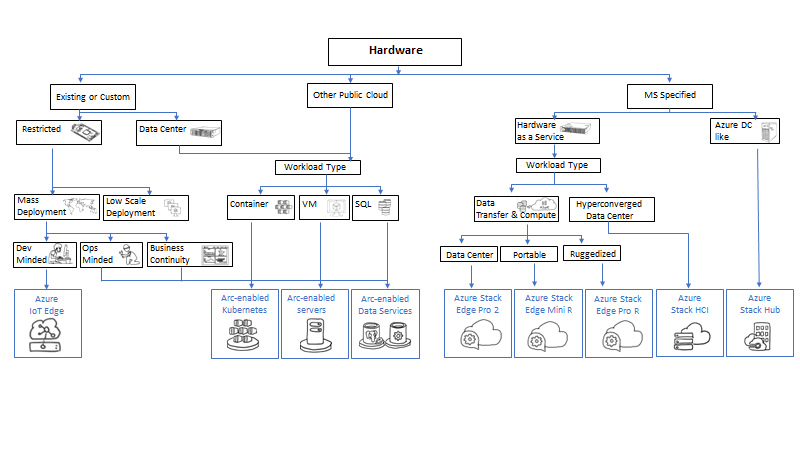 Hardware
Existing or Custom
Other Public Cloud
MS Specified
Restricted
Data Center
Hardware
as a Service
Azure DC
like
Workload Type
Workload Type
Mass
Deployment
Low Scale
Deployment
Container
VM
SQL
Data
Transfer & Compute
Hyperconverged
Data Center
Dev
Minded
Ops
Minded
Business
Continuity
Data Center
Portable
Ruggedized
Azure
IoT Edge
Arc-enabled
Kubernetes
Arc-enabled
servers
Arc-enabled
Data Services
Azure Stack
Edge Pro 2
Azure Stack
Edge Mini R
Azure Stack
Edge Pro R
Azure
Stack HCI
Azure
Stack Hub